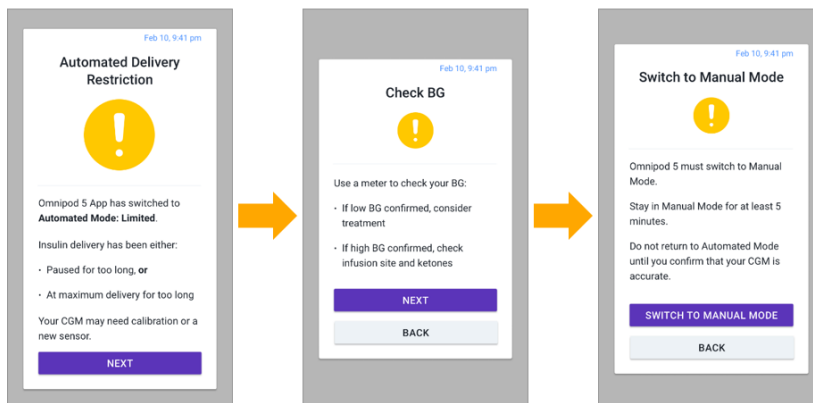 Feb 10, 9:41 pm
Automated Delivery
Restriction
Omnipod 5 App has switched to
Automated Mode: Limited.
Insulin delivery has been either:
· Paused for too long, or
· At maximum delivery for too long
Your CGM may need calibration or a
new sensor.
NEXT
Feb 10, 9:41 pm
Check BG
Use a meter to check your BG:
· If low BG confirmed, consider
treatment
· If high BG confirmed, check
infusion site and ketones
NEXT
BACK
Feb 10, 9:41 pm
Switch to Manual Mode
Omnipod 5 must switch to Manual
Mode.
Stay in Manual Mode for at least 5
minutes.
Do not return to Automated Mode
until you confirm that your CGM is
accurate.
SWITCH TO MANUAL MODE
BACK